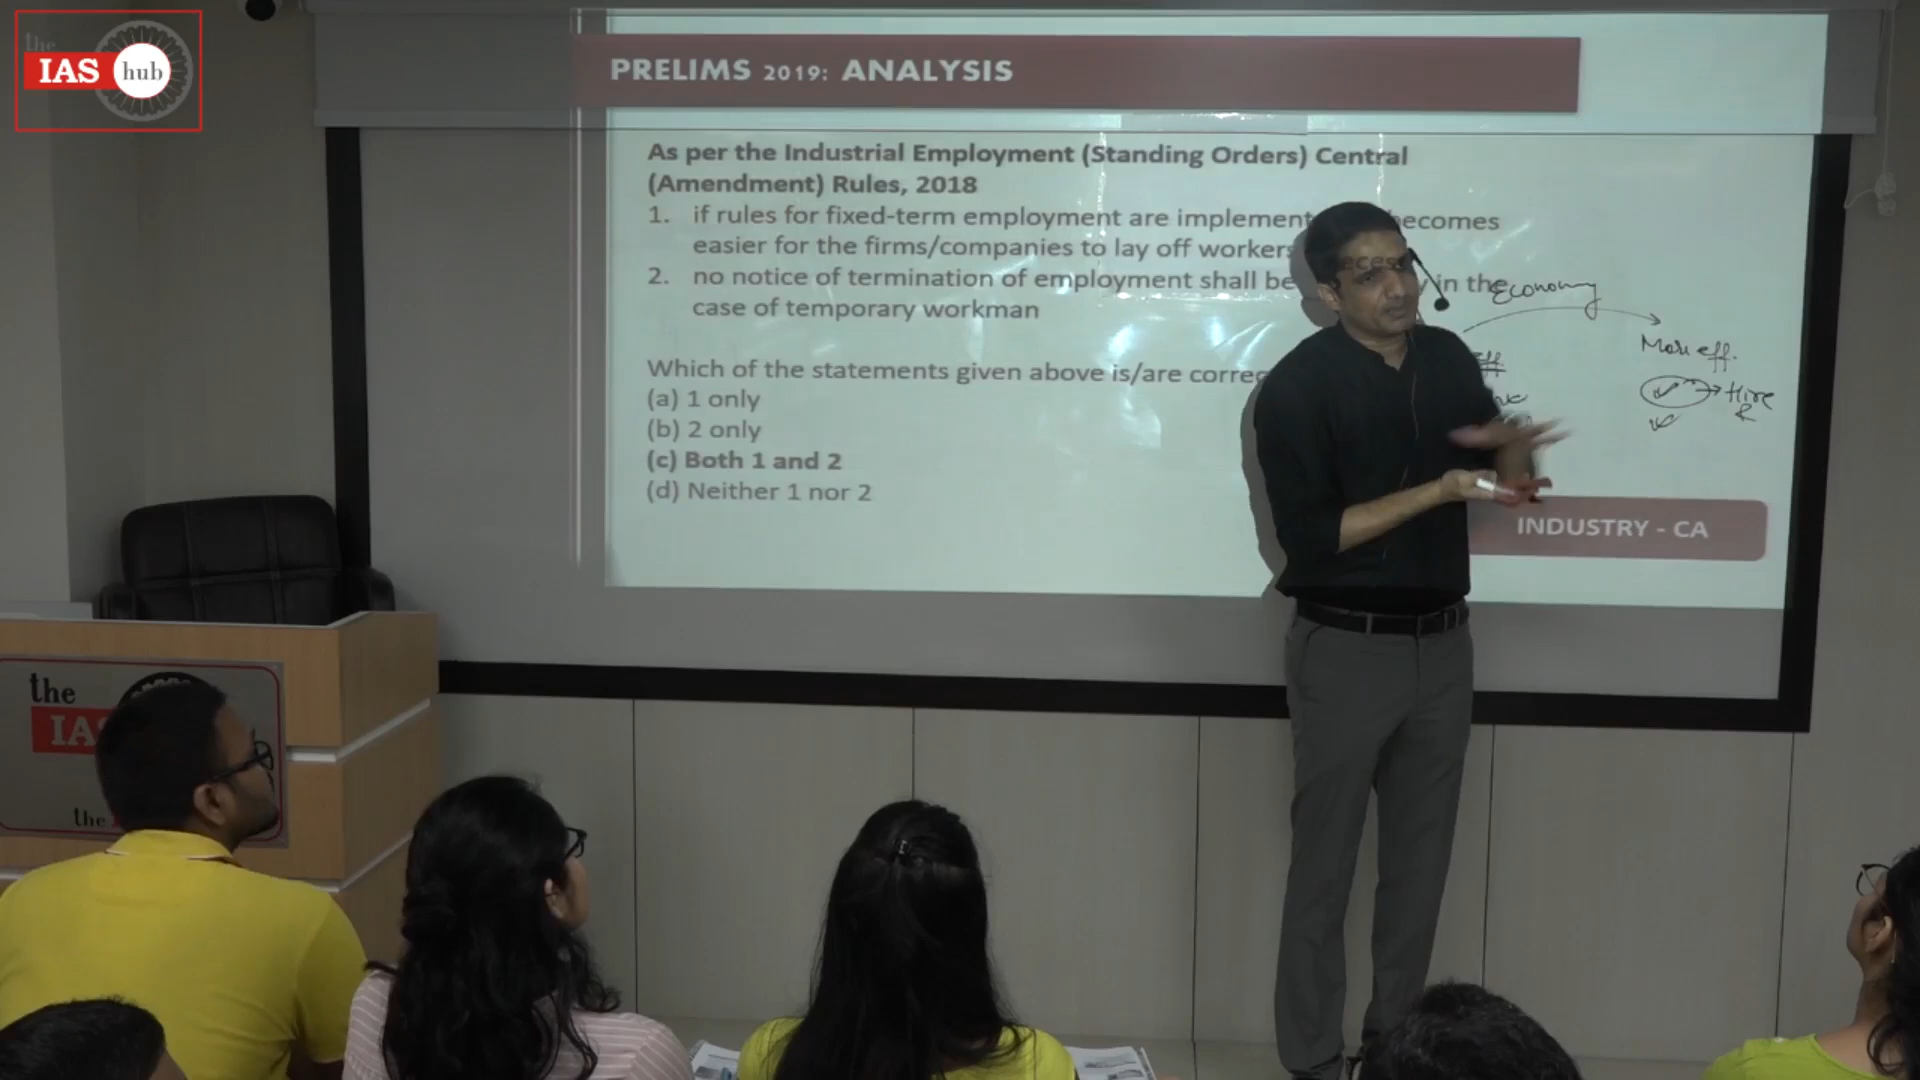 the
IAS hub
PRELIMS 2019: ANALYSIS
As per the Industrial Employment (Standing Orders) Central
(Amendment) Rules, 2018
1. if rules for fixed-term employment are implement becomes
easier for the firms/companies to lay off workers
2. no notice of termination of employment shall be in the
case of temporary workman
Economy
More eff.
Hire
Which of the statements given above is/are correc
(a) 1 only
(b) 2 only
(c) Both 1 and 2
(d) Neither 1 nor 2
INDUSTRY - CA
the
IAS
the